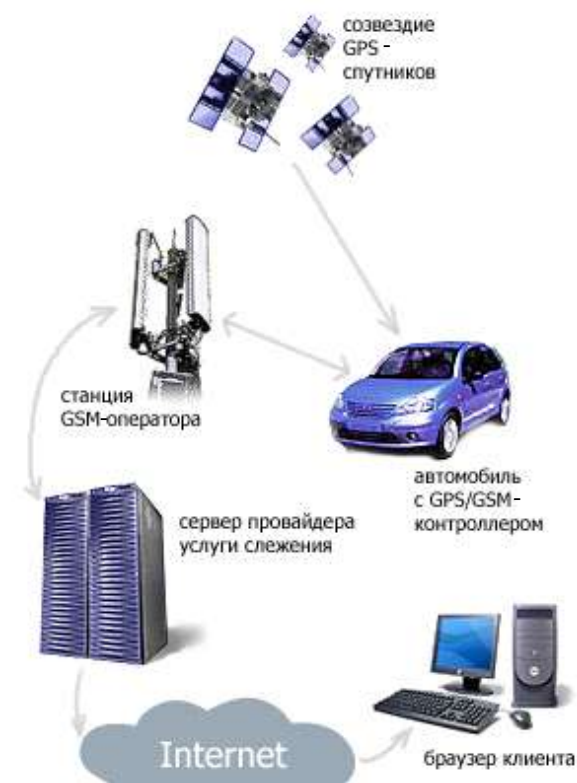 созвездие
GPS -
спутников
станция
GSM-оператора
автомобиль
с GPS/GSM-
контроллером
сервер провайдера
услуги слежения
Internet
браузер клиента